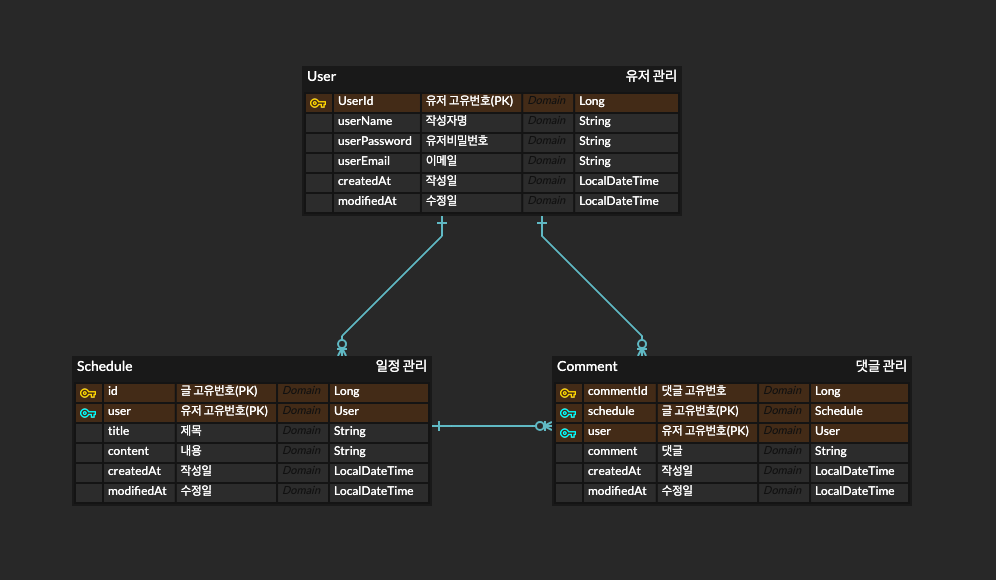 User 유저 관리
UserId 유저 고유번호(PK) Domain Long
userName 작성자명 Domain String
userPassword 유저비밀번호 Domain String
userEmail 이메일 Domain String
createdAt 작성일 Domain LocalDateTime
modifiedAt 수정일 Domain LocalDateTime
Schedule 일정 관리
id 글 고유번호(PK) Domain Long
user 유저 고유번호(PK) Domain User
title 제목 Domain String
content 내용 Domain String
createdAt 작성일 Domain LocalDateTime
modifiedAt 수정일 Domain LocalDateTime
Comment 댓글 관리
commentId 댓글 고유번호 Domain Long
schedule 글 고유번호(PK) Domain Schedule
user 유저 고유번호(PK) Domain User
comment 댓글 Domain String
createdAt 작성일 Domain LocalDateTime
modifiedAt 수정일 Domain LocalDateTime